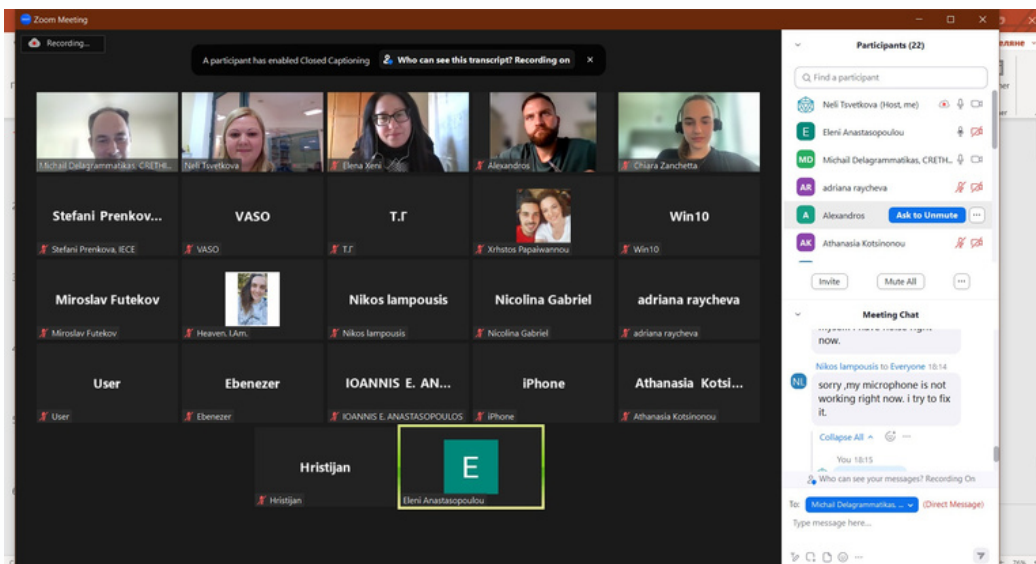 Zoom Meeting
еляне
Recording...
A participant has enabled Closed Captioning
Who can see this transcript? Recording on
Participants (22)
Find a participant
Michail Delagrammatikas, CRETHI...
Neli Tsvetkova
Elena Xeni
Alexandros
Chiara Zanchetta
Neli Tsvetkova (Host, me)
E
Eleni Anastasopoulou
MD
Michail Delagrammatikas, CRETH...
AR
adriana raycheva
A
Alexandros
Ask to Unmute
AK
Athanasia Kotsinonou
Invite
Mute All
Stefani Prenkov...
VASO
Τ.Γ
Win10
Stefani Prenkova, IECE
VASO
Τ.Γ
Xrhstos Papaiwannou
Win10
Miroslav Futekov
Nikos lampousis
Nicolina Gabriel
adriana raycheva
Miroslav Futekov
Heaven. I.Am.
Nikos lampousis
Nicolina Gabriel
adriana raycheva
User
Ebenezer
IOANNIS E. AN...
iPhone
Athanasia Kotsi...
User
Ebenezer
IOANNIS E. ANASTASOPOULOS
iPhone
Athanasia Kotsinonou
Hristijan
E
Hristijan
Eleni Anastasopoulou
Meeting Chat
now.
Nikos lampousis to Everyone 18:14
NL
sorry ,my microphone is not
working right now. i try to fix
it.
Collapse All
You 18:15
Who can see your messages? Recording On
To: Michail Delagrammatikas, ... (Direct Message)
Type message here...
76%